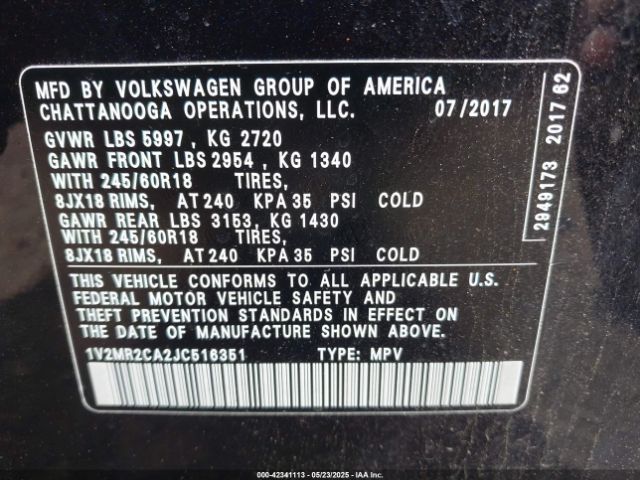 MFD BY VOLKSWAGEN GROUP OF AMERICA
CHATTANOOGA OPERATIONS, LLC. 07/2017
GVWR LBS 5997 , KG 2720
GAWR FRONT LBS 2954 , KG 1340
WITH 245/60R18 TIRES,
8JX18 RIMS, AT 240 KPA 35 PSI COLD
GAWR REAR LBS 3153, KG 1430
WITH 245/60R18 TIRES,
8JX18 RIMS, AT 240 KPA 35 PSI COLD
THIS VEHICLE CONFORMS TO ALL APPLICABLE U.S.
FEDERAL MOTOR VEHICLE SAFETY AND
THEFT PREVENTION STANDARDS IN EFFECT ON
THE DATE OF MANUFACTURE SHOWN ABOVE.
1V2MR2CA2JC516351 TYPE: MPV
2949173 2017 62
000-42341113 - 05/23/2025 - IAA Inc.